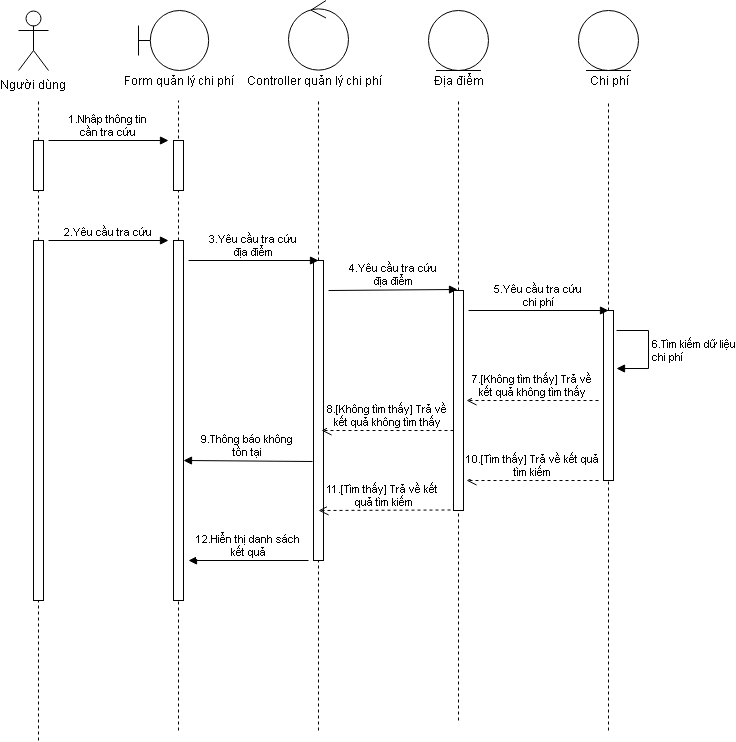 Người dùng
Form quản lý chi phí
Controller quản lý chi phí
Địa điểm
Chi phí
1.Nhập thông tin
cần tra cứu
2.Yêu cầu tra cứu
3.Yêu cầu tra cứu
địa điểm
4.Yêu cầu tra cứu
địa điểm
5.Yêu cầu tra cứu
chi phí
6.Tìm kiếm dữ liệu
chi phí
7.[Không tìm thấy] Trả về
kết quả không tìm thấy
8.[Không tìm thấy] Trả về
kết quả không tìm thấy
9.Thông báo không
tồn tại
10.[Tìm thấy] Trả về kết quả
tìm kiếm
11.[Tìm thấy] Trả về kết
quả tìm kiếm
12.Hiển thị danh sách
kết quả